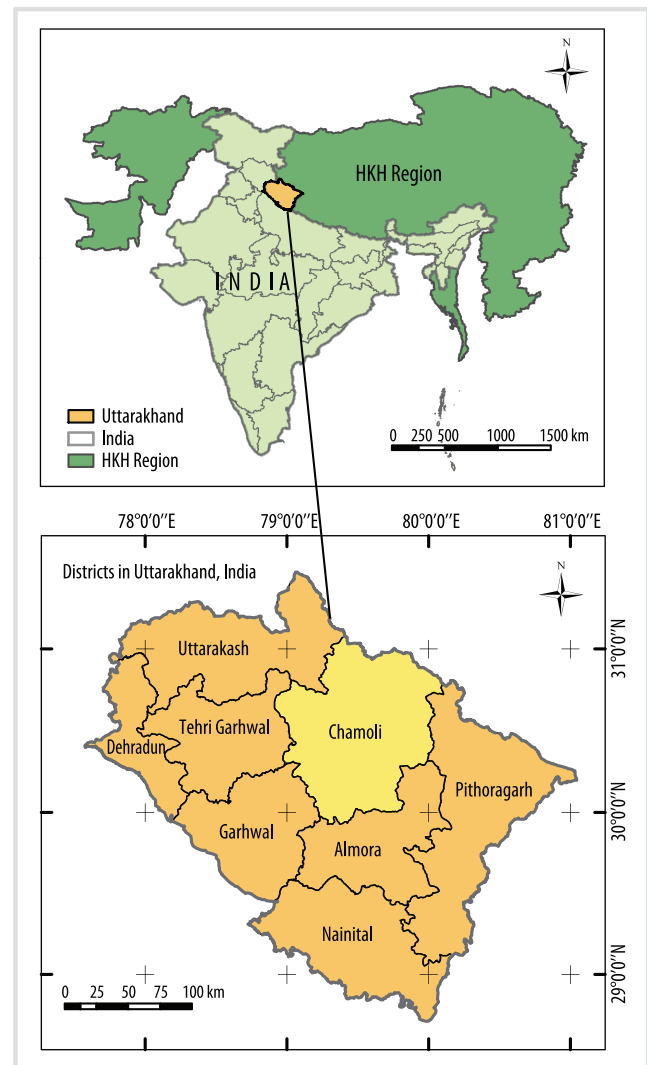 N
HKH Region
INDIA
Uttarakhand
India
HKH Region
0 250 500 1000 1500 km
78°0'0''E 79°0'0''E 80°0'0''E 81°0'0''E
Districts in Uttarakhand, India
N
31°0'0''N
Uttarakash
Tehri Garhwal
Chamoli
Dehradun
Pithoragarh
30°0'0''N
Garhwal
Almora
Nainital
29°0'0''N
0 25 50 75 100 km